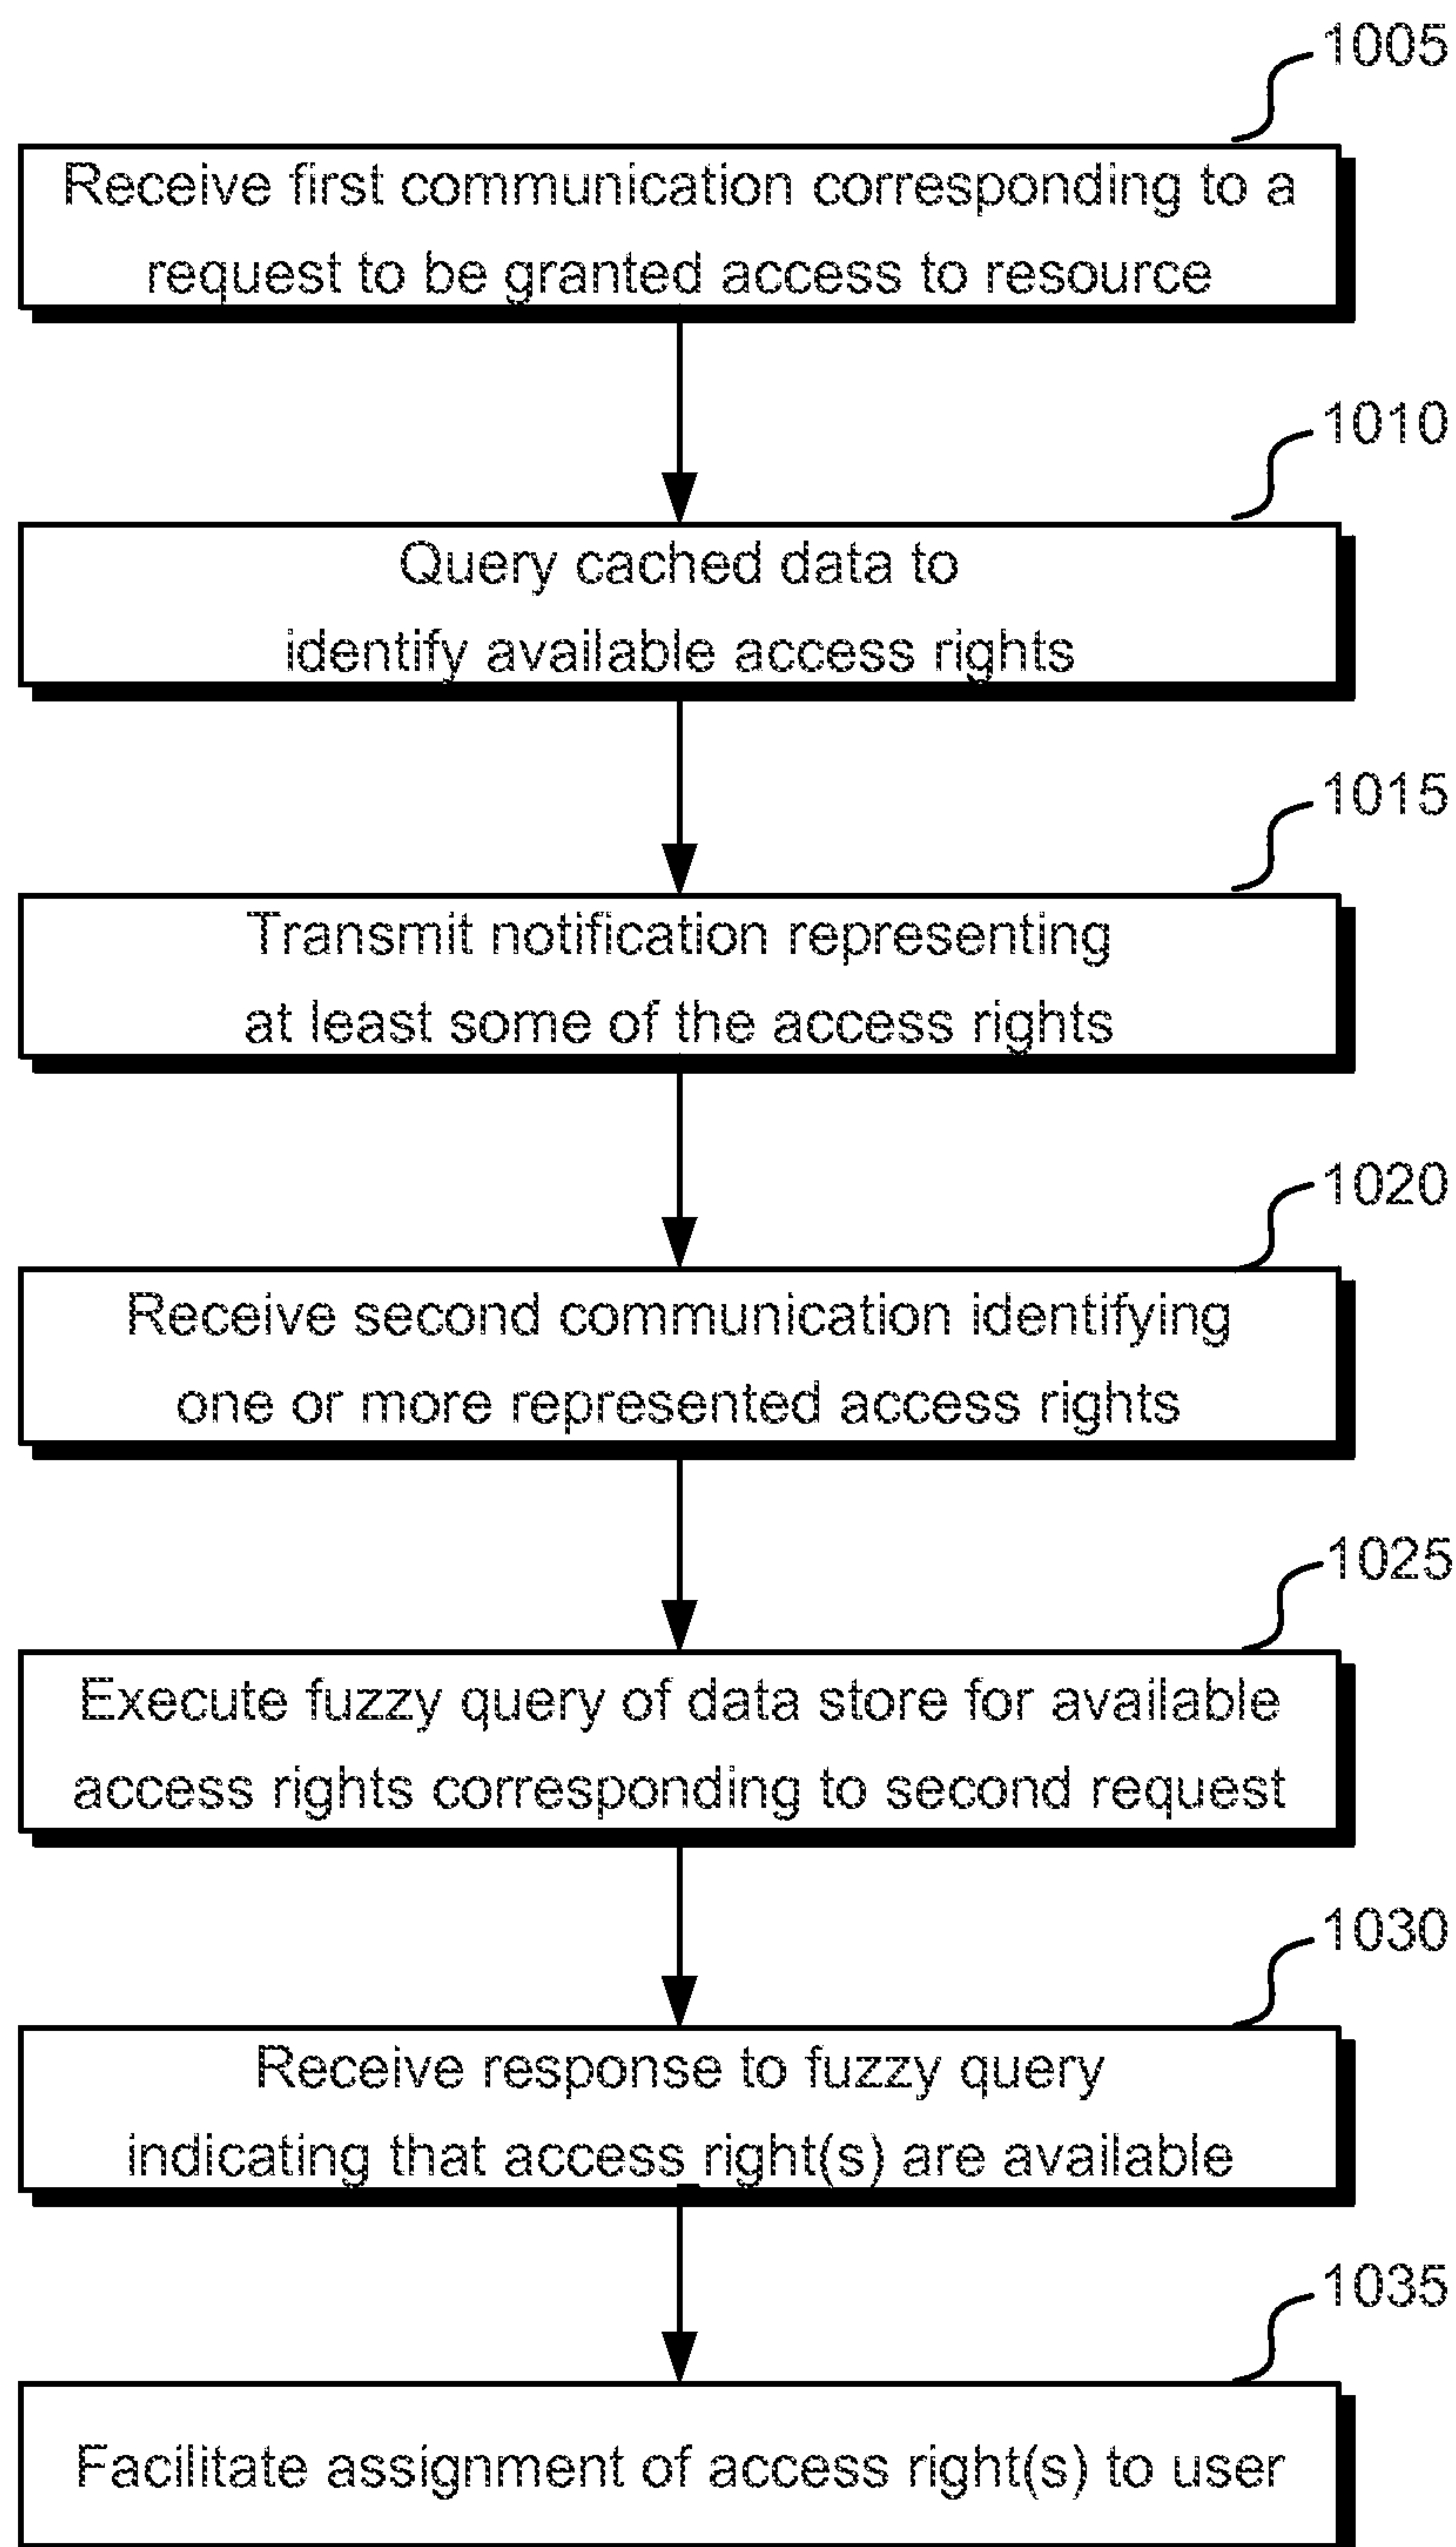 1005
Receive first communication corresponding to a
request to be granted access to resource
1010
Query cached data to
identify available access rights
1015
Transmit notification representing
at least some of the access rights
1020
Receive second communication identifying
one or more represented access rights
1025
Execute fuzzy query of data store for available
access rights corresponding to second request
1030
Receive response to fuzzy query
indicating that access right(s) are available
1035
Facilitate assignment of access right(s) to user